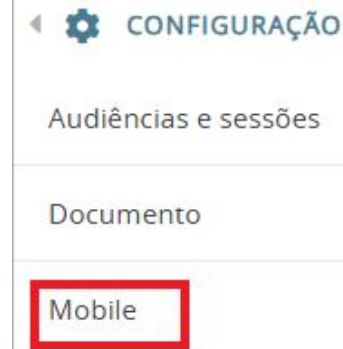 CONFIGURAÇÃO
Audiências e sessões
Documento
Mobile